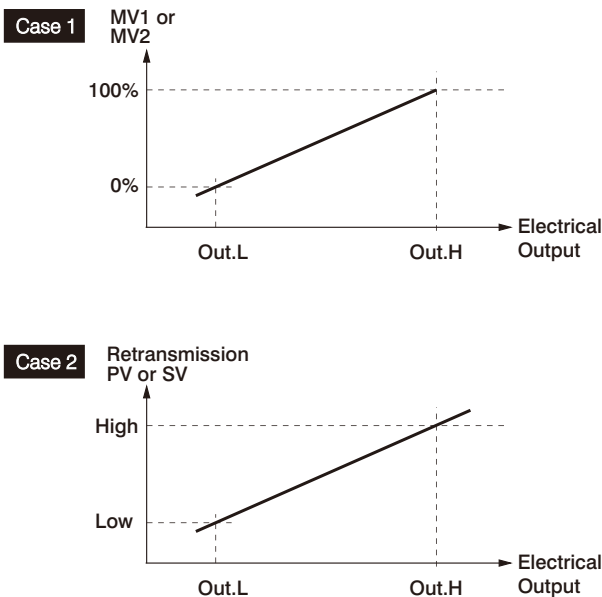 Case 1
MV1 or
MV2
100%
0%
Out.L
Out.H
Electrical
Output
Case 2
Retransmission
PV or SV
High
Low
Out.L
Out.H
Electrical
Output